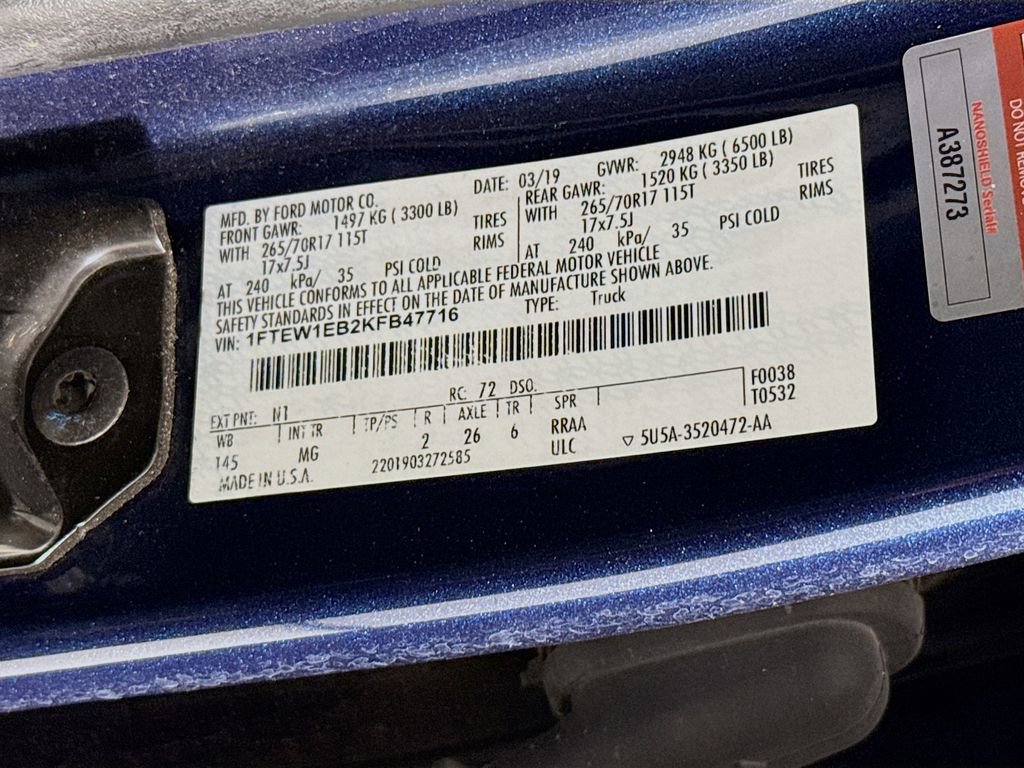 MFD. BY FORD MOTOR CO.
DATE: 03/19 GVWR: 2948 KG ( 6500 LB)
FRONT GAWR: 1497 KG ( 3300 LB)
WITH 265/70R17 115T TIRES
17x7.5J RIMS
AT 240 kPa/ 35 PSI COLD
REAR GAWR: 1520 KG ( 3350 LB)
WITH 265/70R17 115T TIRES
17x7.5J RIMS
AT 240 kPa/ 35 PSI COLD
THIS VEHICLE CONFORMS TO ALL APPLICABLE FEDERAL MOTOR VEHICLE
SAFETY STANDARDS IN EFFECT ON THE DATE OF MANUFACTURE SHOWN ABOVE.
VIN: 1FTEW1EB2KFB47716 TYPE: Truck
EXT PNT: N1 RC: 72 DSO: F0038
WB INT TR TP/PS R AXLE TR SPR T0532
145 MG 2 26 6 RRAA
MADE IN U.S.A. 2201903272585 ULC 5U5A-3520472-AA
NANOSHIELD Serial#
A387273